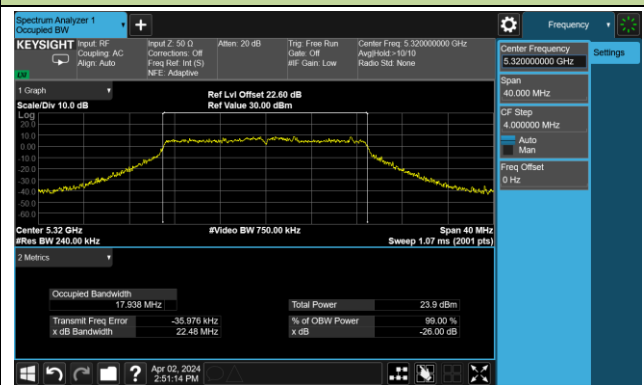 Spectrum Analyzer 1
Occupied BW
+
Frequency
KEYSIGHT
Input: RF
Coupling: AC
Align: Auto
Input Z: 50 Ω
Corrections: Off
Freq Ref: Int (S)
NFE: Adaptive
Atten: 20 dB
Trig: Free Run
Gate: Off
#IF Gain: Low
Center Freq: 5.320000000 GHz
Avg|Hold:>10/10
Radio Std: None
Center Frequency
5.320000000 GHz
Settings
Span
40.000 MHz
CF Step
4.000000 MHz
Auto
Man
Freq Offset
0 Hz
1 Graph
Scale/Div 10.0 dB
Ref Lvl Offset 22.60 dB
Ref Value 30.00 dBm
Log
20.0
10.0
0.00
-10.0
-20.0
-30.0
-40.0
-50.0
-60.0
Center 5.32 GHz
#Res BW 240.00 kHz
#Video BW 750.00 kHz
Span 40 MHz
Sweep 1.07 ms (2001 pts)
2 Metrics
Occupied Bandwidth
17.938 MHz
Total Power 23.9 dBm
Transmit Freq Error -35.976 kHz
% of OBW Power 99.00 %
x dB Bandwidth 22.48 MHz
x dB -26.00 dB
?
Apr 02, 2024
2:51:14 PM